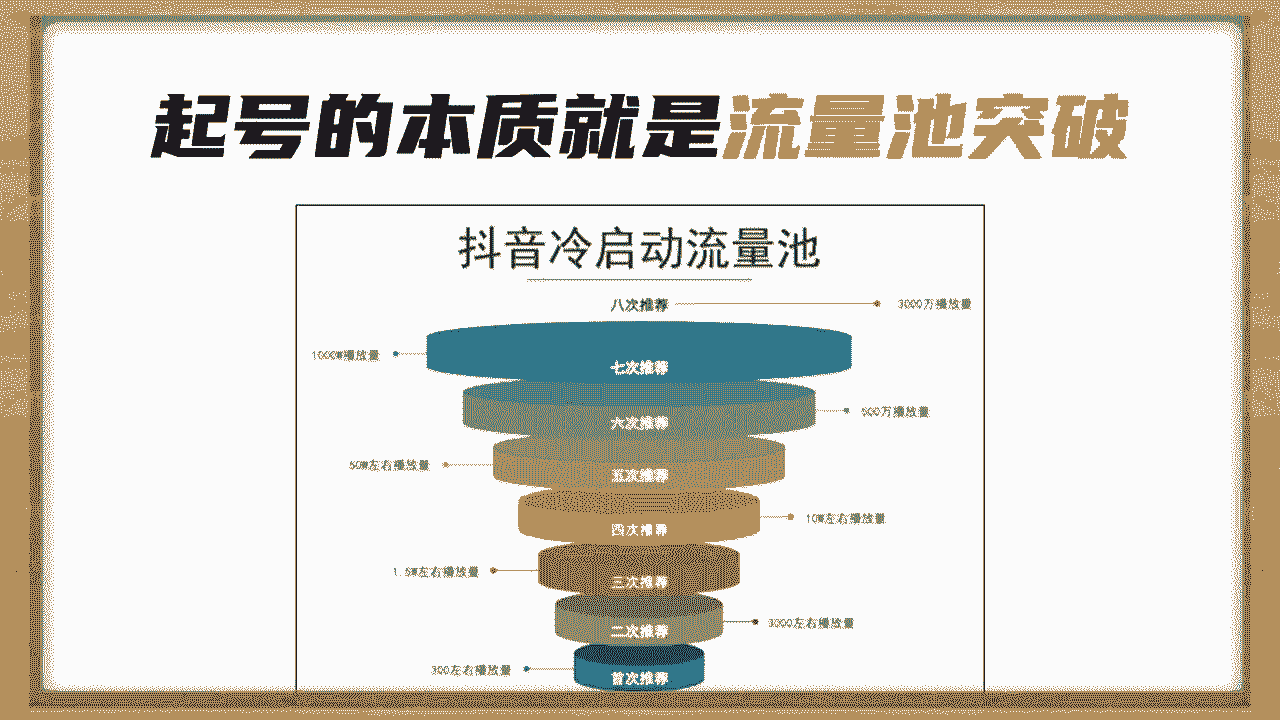 起号的本质就是流量池突破
抖音冷启动流量池
八次推荐
3000万播放量
1000W播放量
七次推荐
六次推荐
500万播放量
50W左右播放量
五次推荐
四次推荐
10W左右播放量
1.5W左右播放量
三次推荐
二次推荐
3000左右播放量
300左右播放量
首次推荐